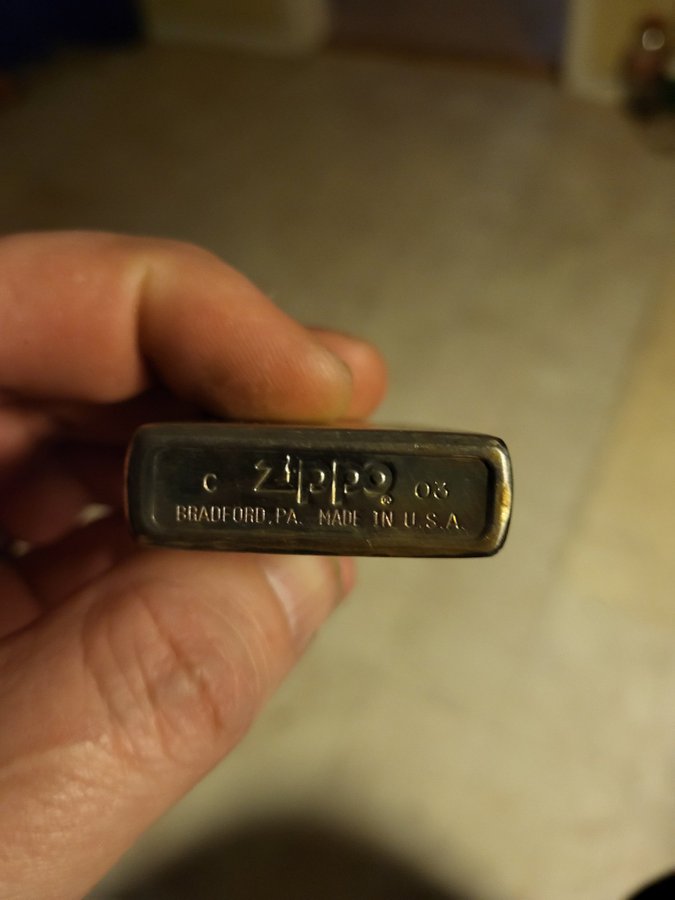 C Zippo® 03
BRADFORD,PA. MADE IN U.S.A.